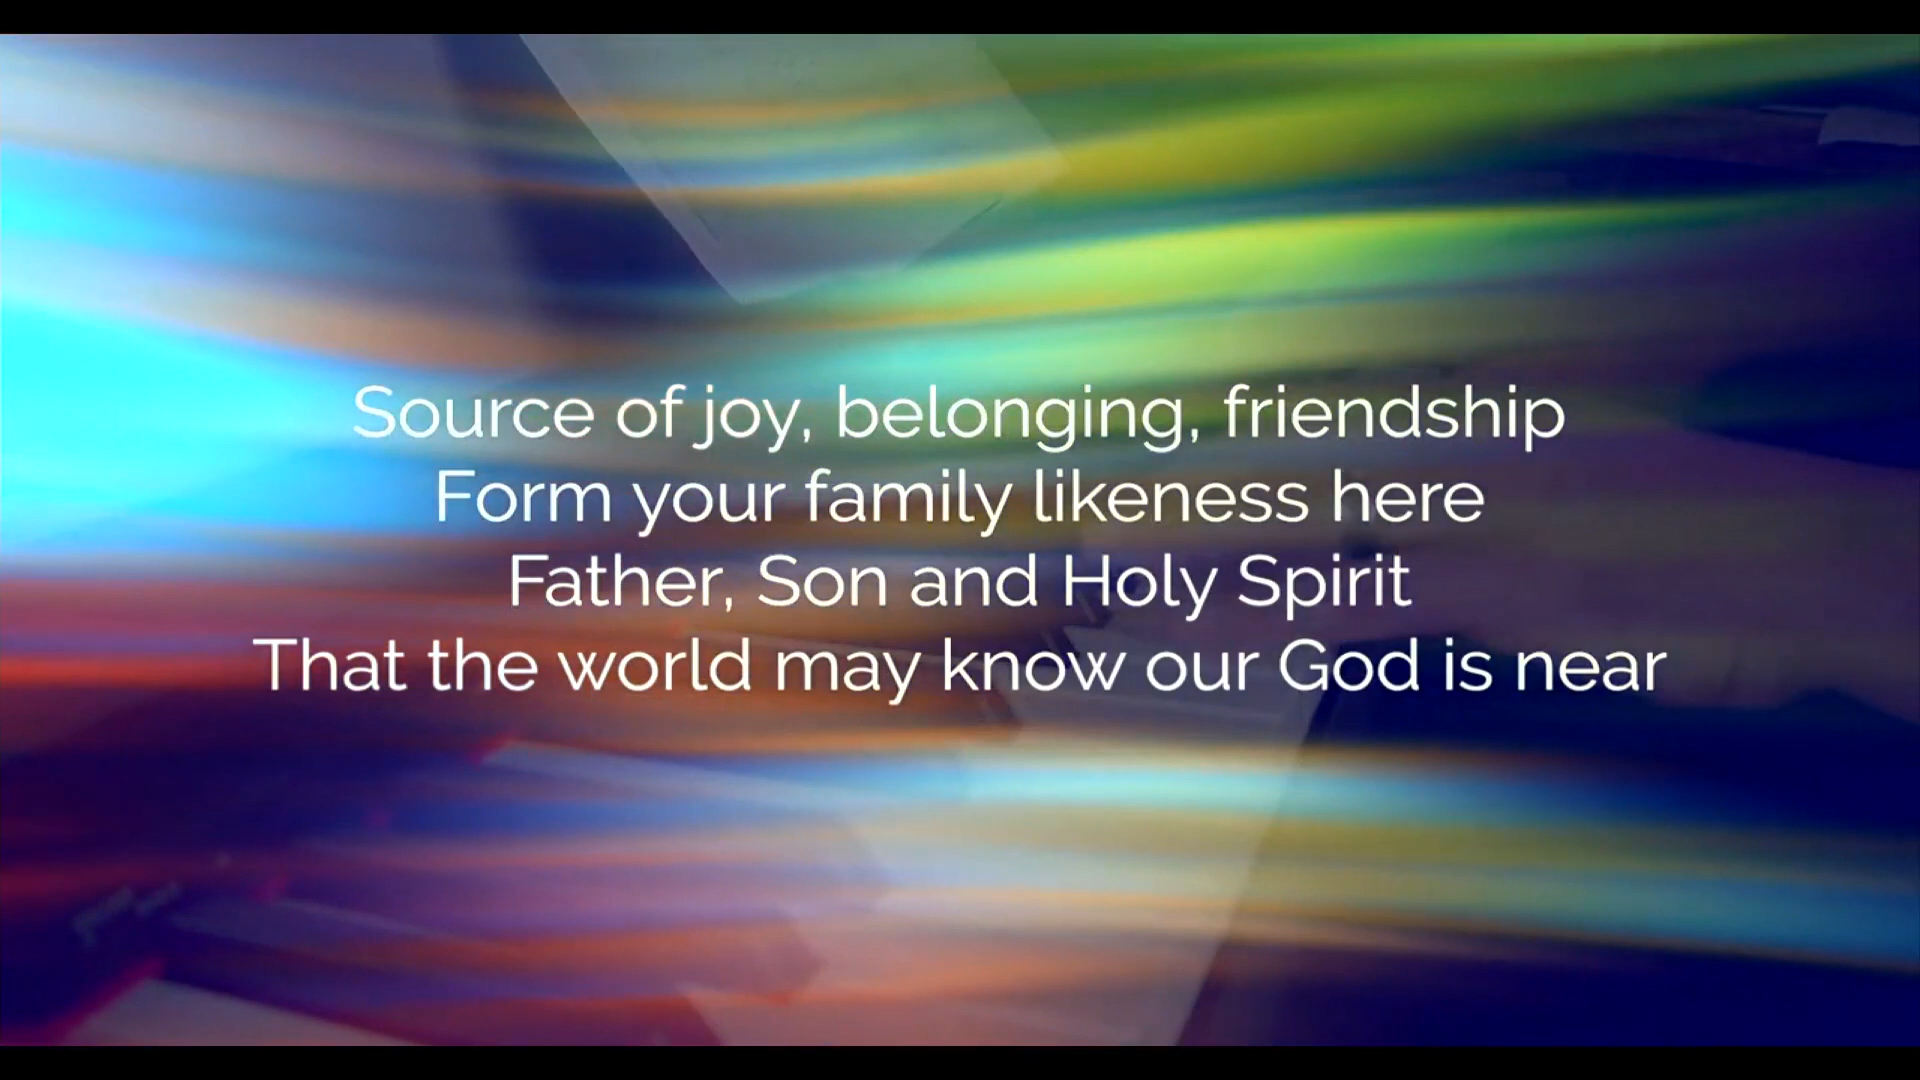 Source of joy, belonging, friendship
Form your family likeness here
Father, Son and Holy Spirit
That the world may know our God is near